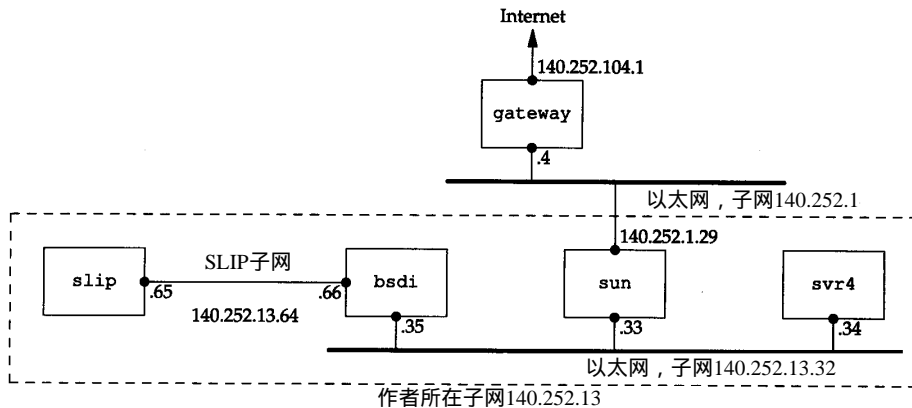 Internet
140.252.104.1
gateway
.4
以太网，子网140.252.1
140.252.1.29
slip
SLIP子网
bsdi
sun
svr4
.65
.66
140.252.13.64
.35
.33
.34
以太网，子网140.252.13.32
作者所在子网140.252.13